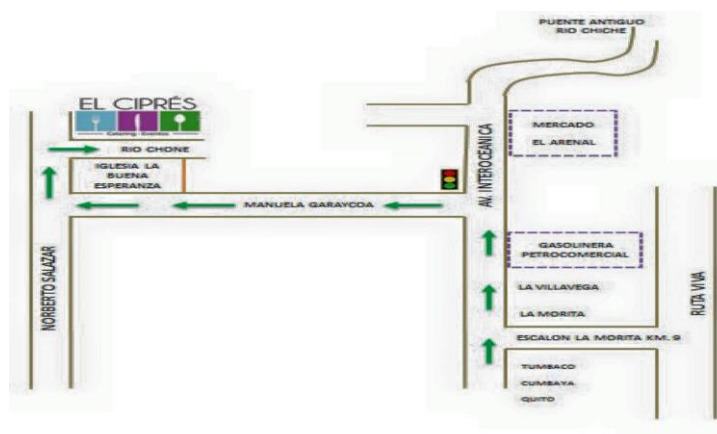 PUENTE ANTIGUO
RIO CHICHE
EL CIPRÉS
Catering - Eventos
RIO CHONE
IGLESIA LA
BUENA
ESPERANZA
MERCADO
EL ARENAL
AV. INTEROCEANICA
MANUELA GARAYCOA
GASOLINERA
PETROCOMERCIAL
NORBERTO SALAZAR
LA VILLAVEGA
LA MORITA
RUTA VIVA
ESCALON LA MORITA KM. 9
TUMBACO
CUMBAYA
QUITO